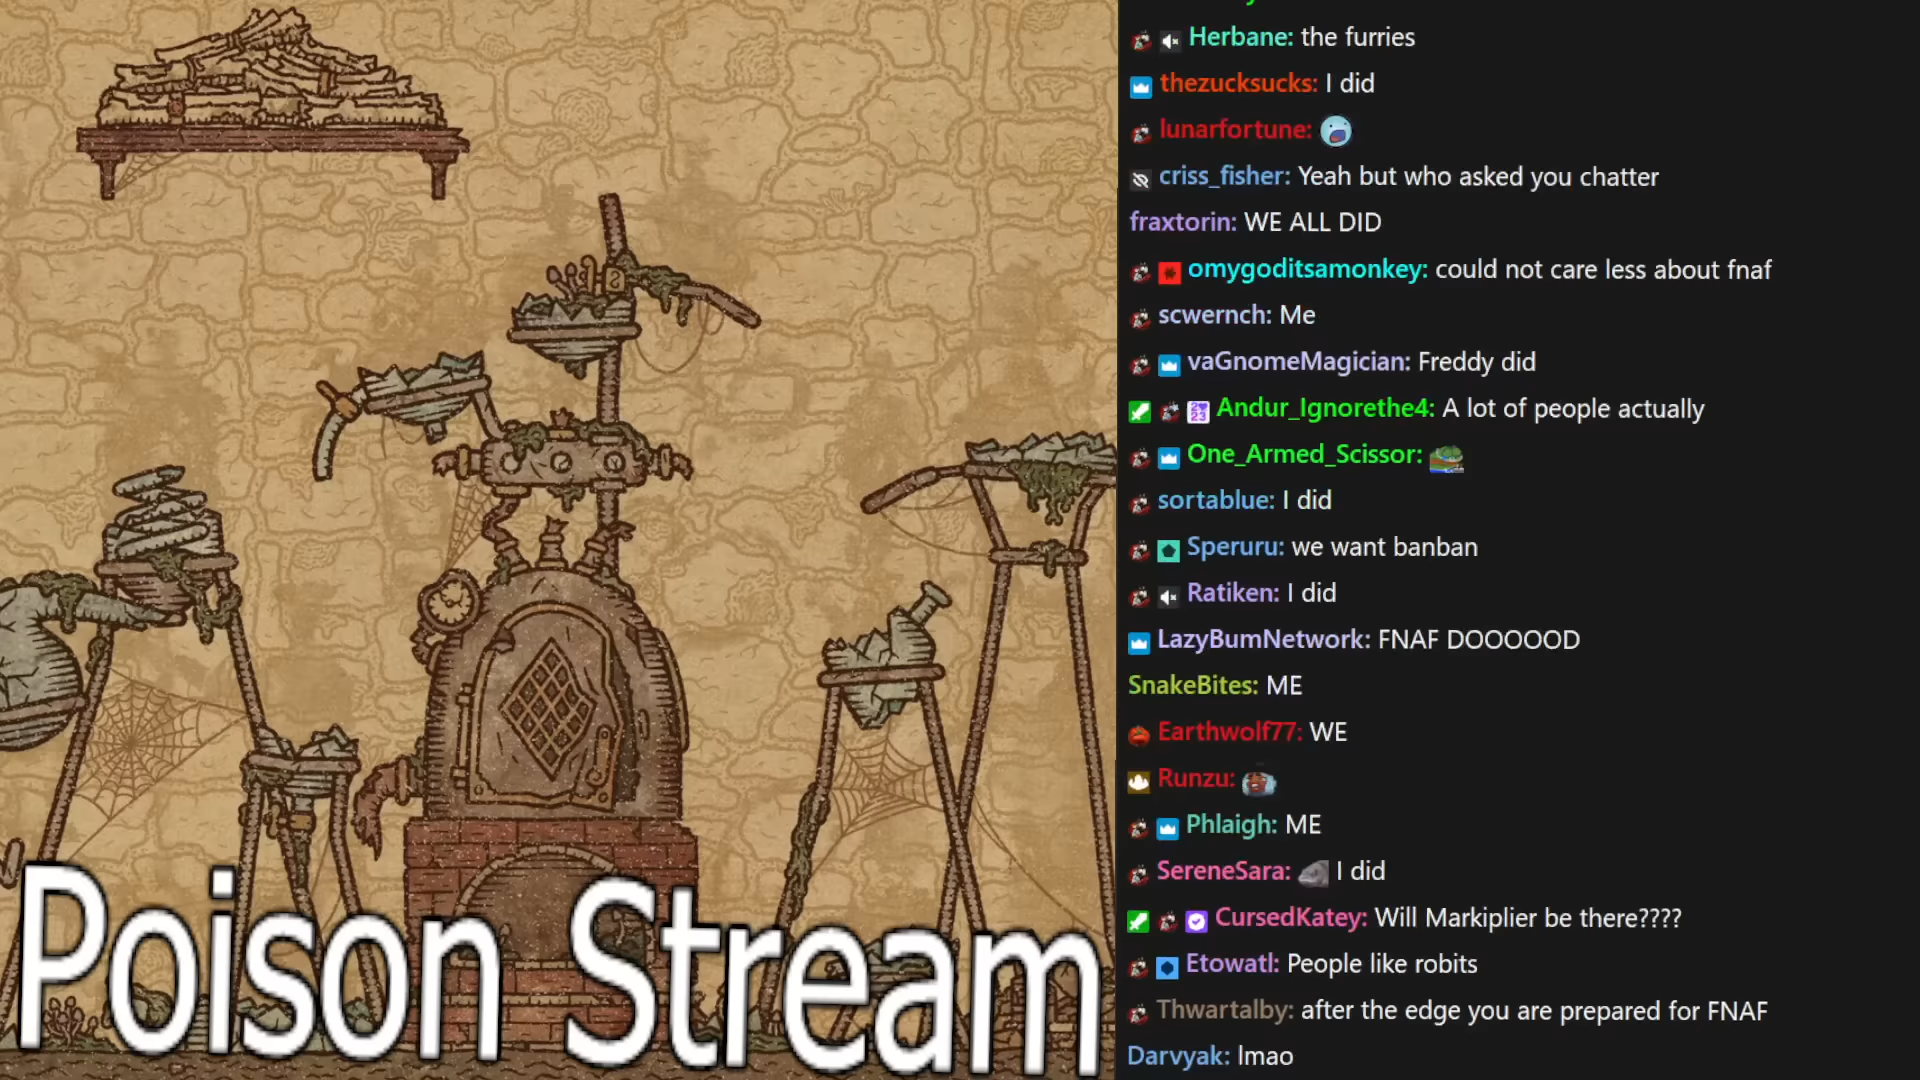 Herbane: the furries
thezucksucks: I did
lunarfortune:
criss_fisher: Yeah but who asked you chatter
fraxtorin: WE ALL DID
omygoditsamonkey: could not care less about fnaf
scwernch: Me
vaGnomeMagician: Freddy did
Andur_Ignorethe4: A lot of people actually
One_Armed_Scissor:
sortablue: I did
Speruru: we want banban
Ratiken: I did
LazyBumNetwork: FNAF DOOOOOD
SnakeBites: ME
Earthwolf77: WE
Runzu:
Phlaigh: ME
SereneSara: I did
CursedKatey: Will Markiplier be there????
Etowatl: People like robits
Thwartalby: after the edge you are prepared for FNAF
Darvyak: lmao
Poison Stream